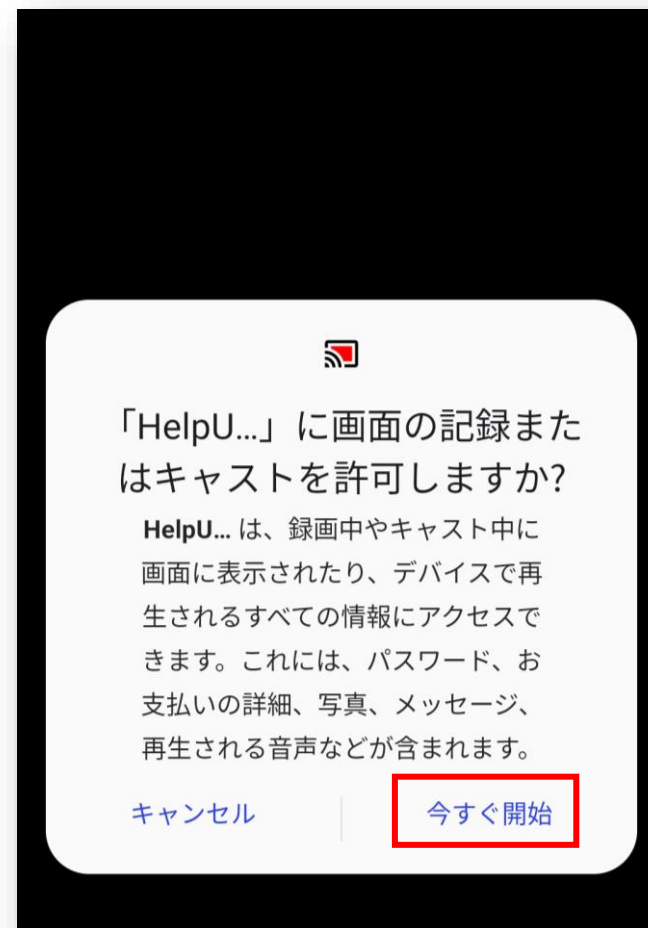 「HelpU...」に画面の記録また
はキャストを許可しますか?
HelpU... は、録画中やキャスト中に
画面に表示されたり、デバイスで再
生されるすべての情報にアクセスで
きます。これには、パスワード、お
支払いの詳細、写真、メッセージ、
再生される音声などが含まれます。
キャンセル
今すぐ開始